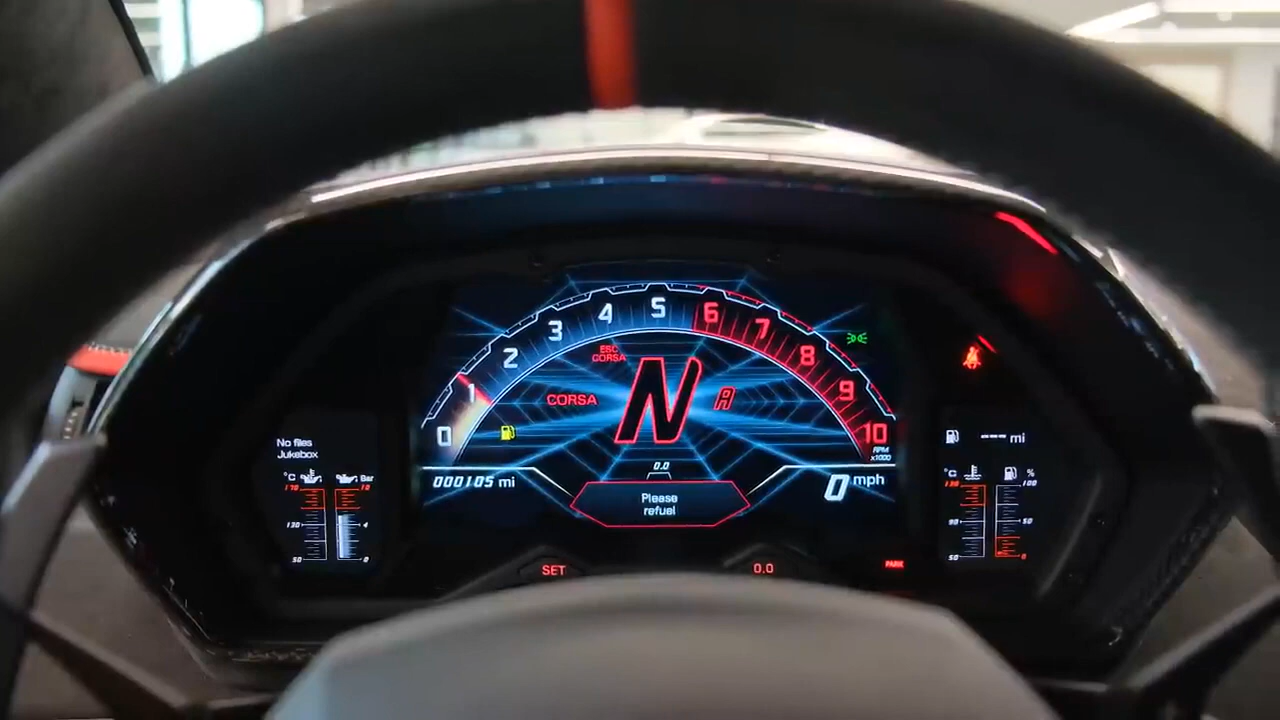 0 1 2 3 4 5 6 7 8 9 10
RPM
x1000
ESC
CORSA
CORSA
N
A
000105 mi
0.0
Please
refuel
0 mph
No files
Jukebox
°C
Bar
170
130
50
10
4
0
--- mi
°C
%
130
90
50
100
50
0
SET
0.0
PARK